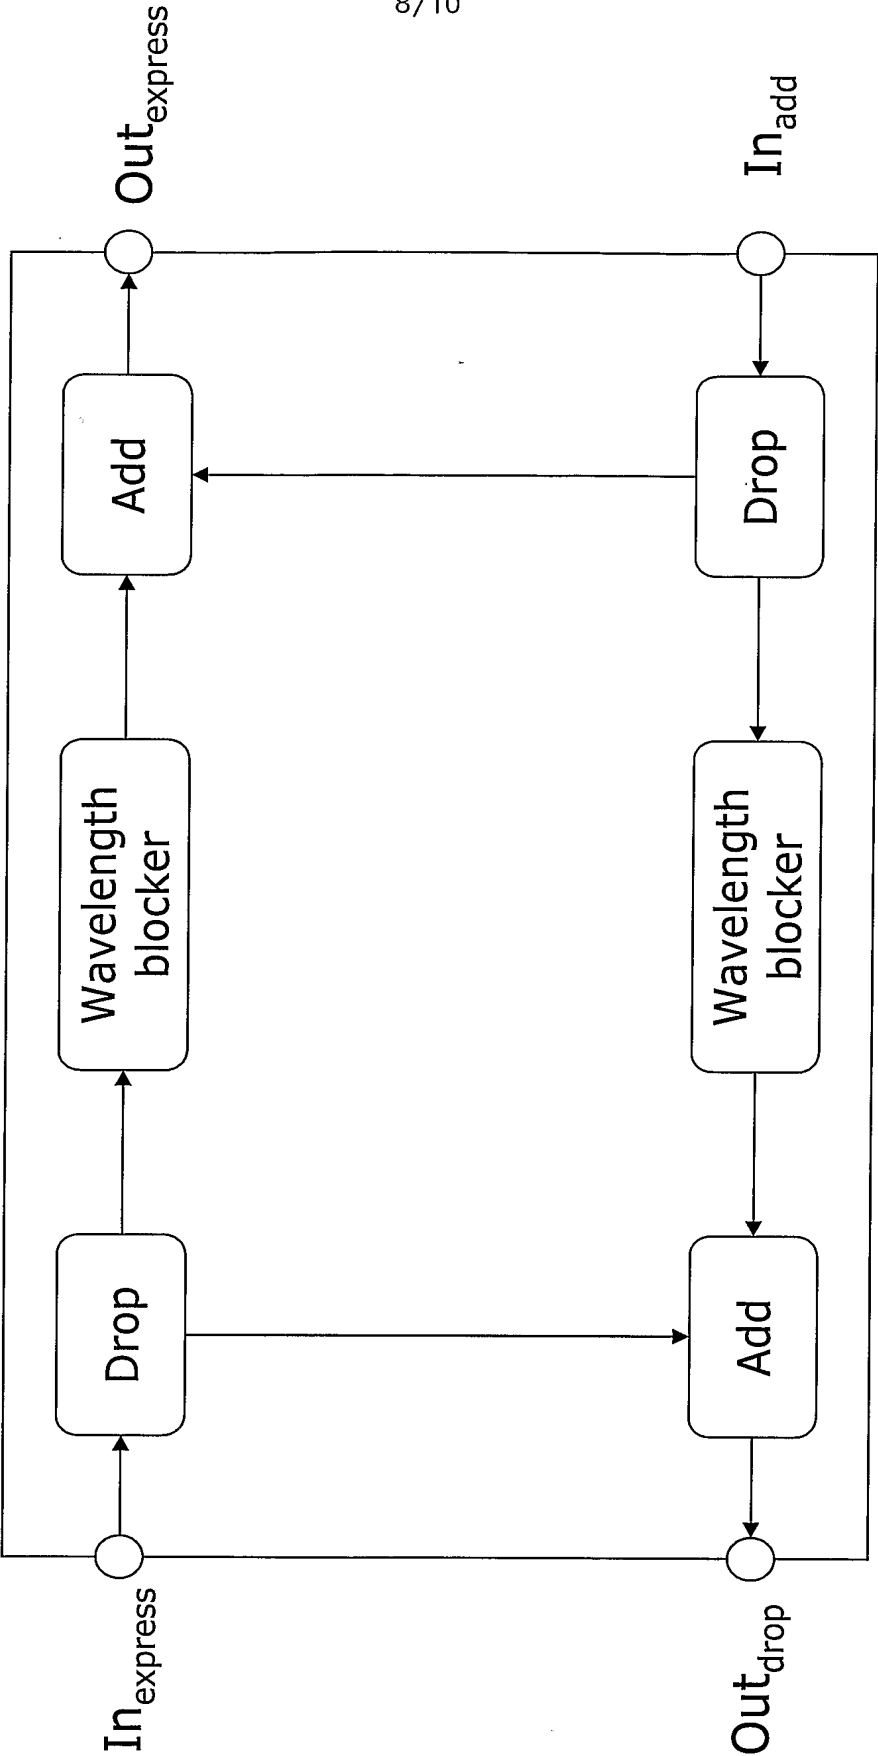 8/10
In_express
Drop
Wavelength
blocker
Add
Out_express
Out_drop
Add
Wavelength
blocker
Drop
In_add